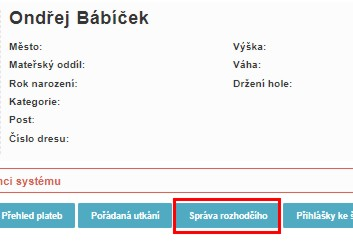 Ondřej Bábíček
Město: Výška:
Mateřský oddíl: Váha:
Rok narození: Držení hole:
Kategorie:
Post:
Číslo dresu:
nci systému
Přehled plateb Pořádaná utkání Správa rozhodčího Přihlášky ke š